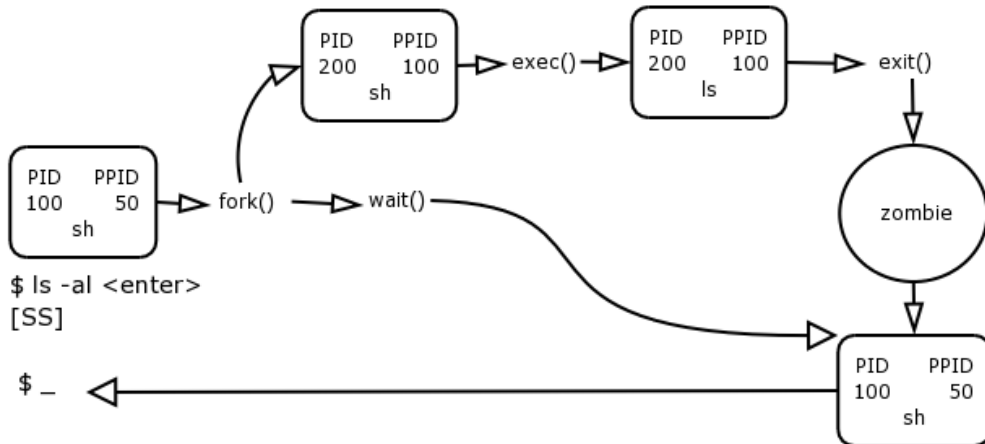 PID PPID
200 100
sh
exec()
PID PPID
200 100
ls
exit()
PID PPID
100 50
sh
fork()
wait()
zombie
$ ls -al <enter>
[SS]
PID PPID
100 50
sh
$ _